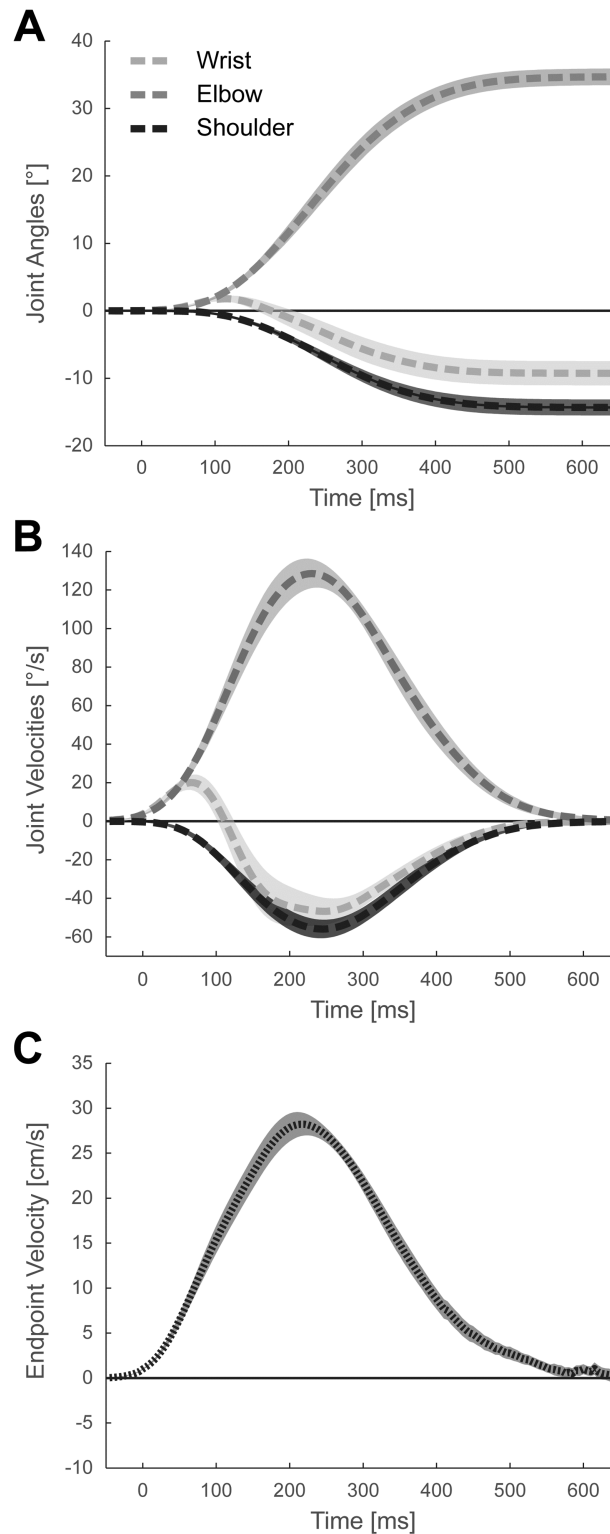 A
Wrist
Elbow
Shoulder
40
30
20
10
0
-10
-20
Joint Angles [°]
0 100 200 300 400 500 600
Time [ms]
B
140
120
100
80
60
40
20
0
-20
-40
-60
Joint Velocities [°/s]
0 100 200 300 400 500 600
Time [ms]
C
35
30
25
20
15
10
5
0
-5
-10
Endpoint Velocity [cm/s]
0 100 200 300 400 500 600
Time [ms]